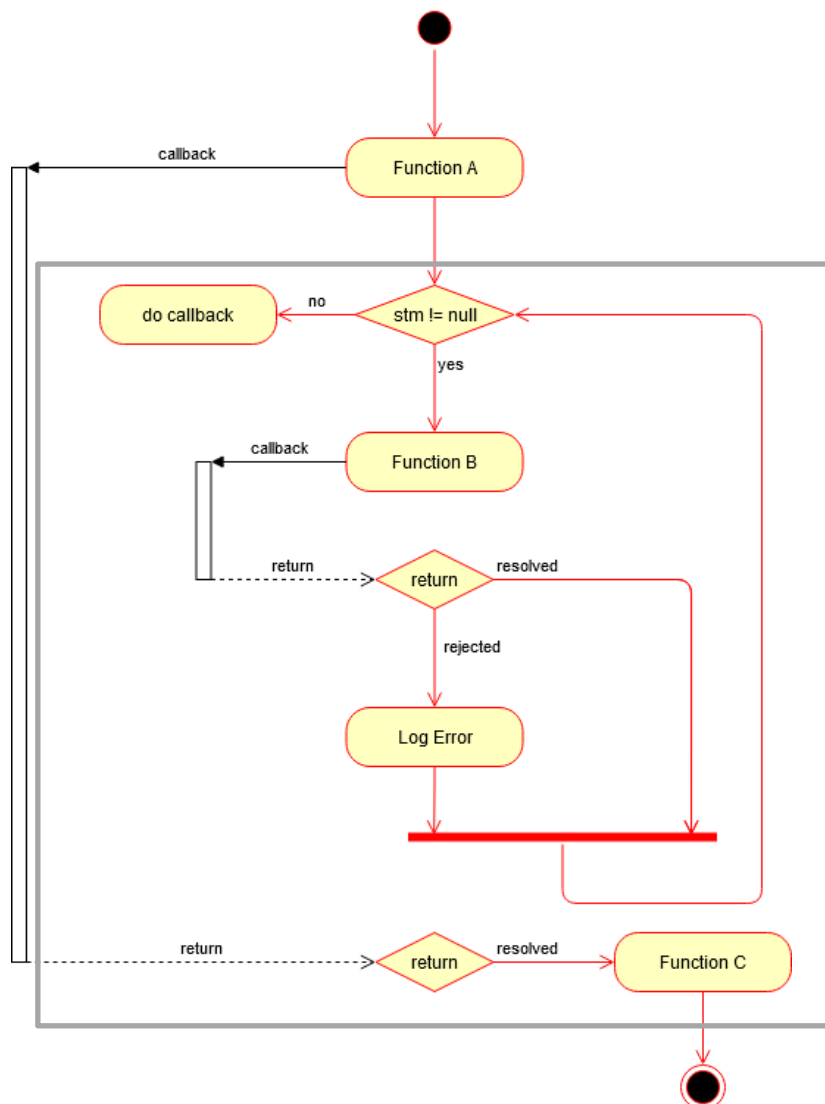 callback
Function A
do callback
no
stm != null
yes
callback
Function B
return
return
resolved
rejected
Log Error
return
return
resolved
Function C